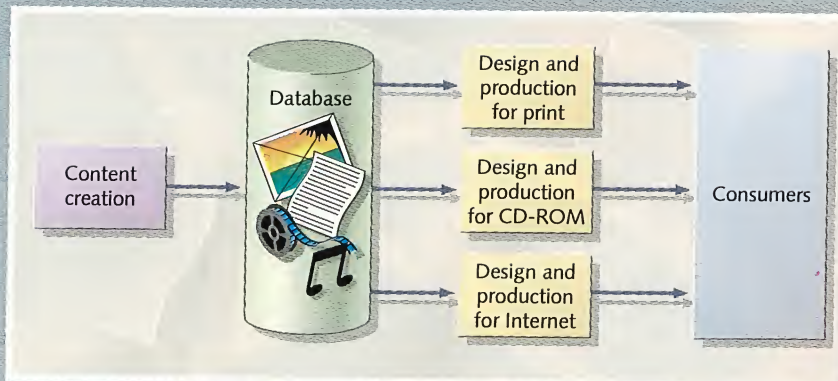 Content
creation
Database
Design and
production
for print
Design and
production
for CD-ROM
Design and
production
for Internet
Consumers